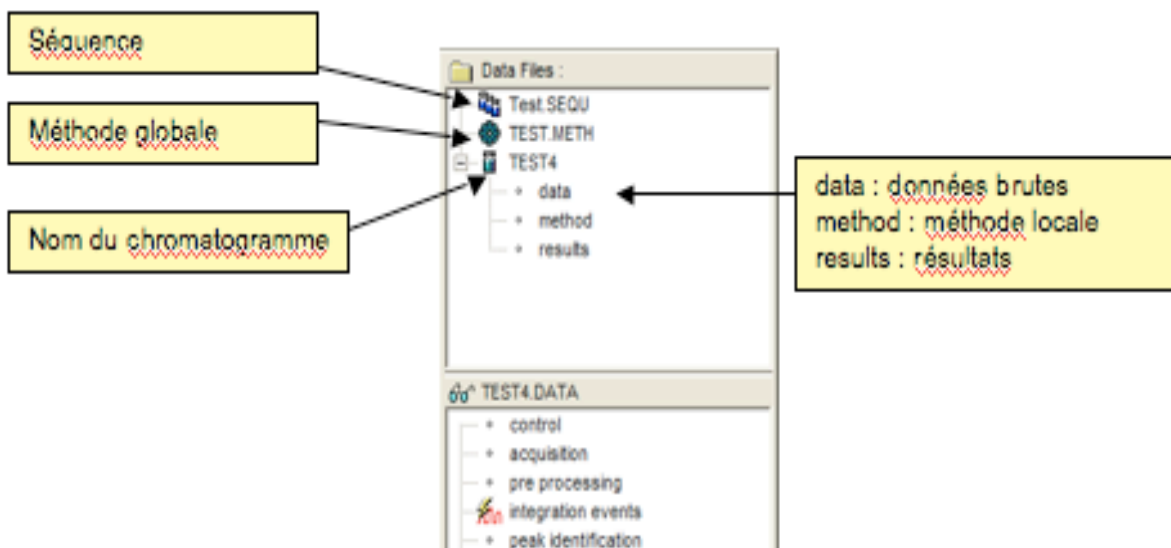 Séquence
Méthode globale
Nom du chromatogramme
Data Files :
Test.SEQU
TEST.METH
TEST4
data
method
results
data : données brutes
method : méthode locale
results : résultats
TEST4.DATA
control
acquisition
pre processing
integration events
peak identification